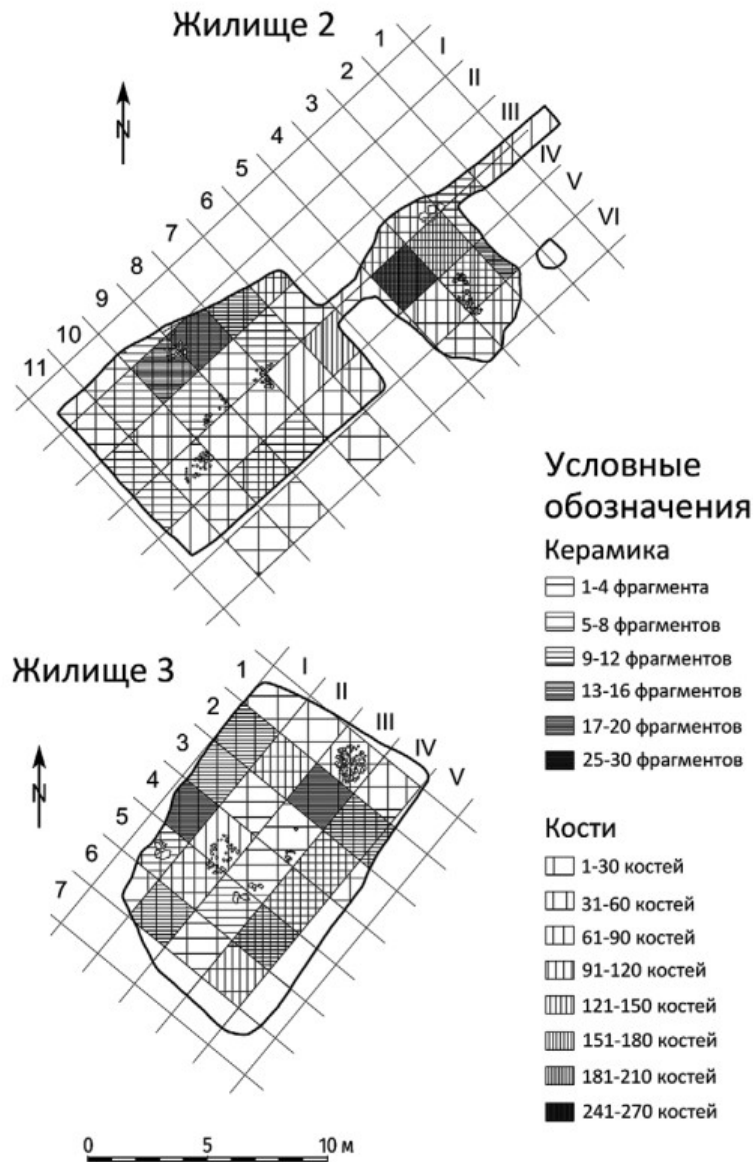 Жилище 2
1 I
2 II
3 III
4 IV
5 V
6 VI
7
8
9
10
11
N
Условные
обозначения
Керамика
1-4 фрагмента
5-8 фрагментов
9-12 фрагментов
13-16 фрагментов
17-20 фрагментов
25-30 фрагментов
Жилище 3
1 I
2 II
3 III
4 IV
5 V
6
7
N
Кости
1-30 костей
31-60 костей
61-90 костей
91-120 костей
121-150 костей
151-180 костей
181-210 костей
241-270 костей
0 5 10 м